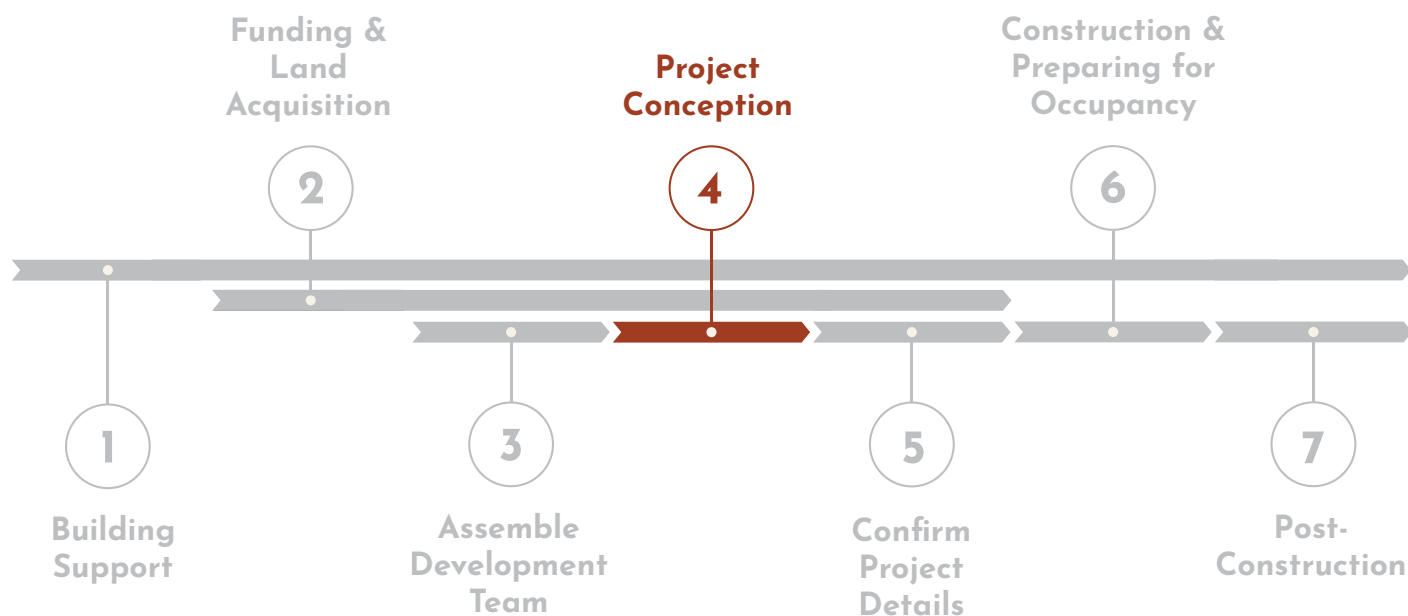 Funding &
Land
Acquisition
Project
Conception
Construction &
Preparing for
Occupancy
2
4
6
1
3
5
7
Building
Support
Assemble
Development
Team
Confirm
Project
Details
Post-
Construction